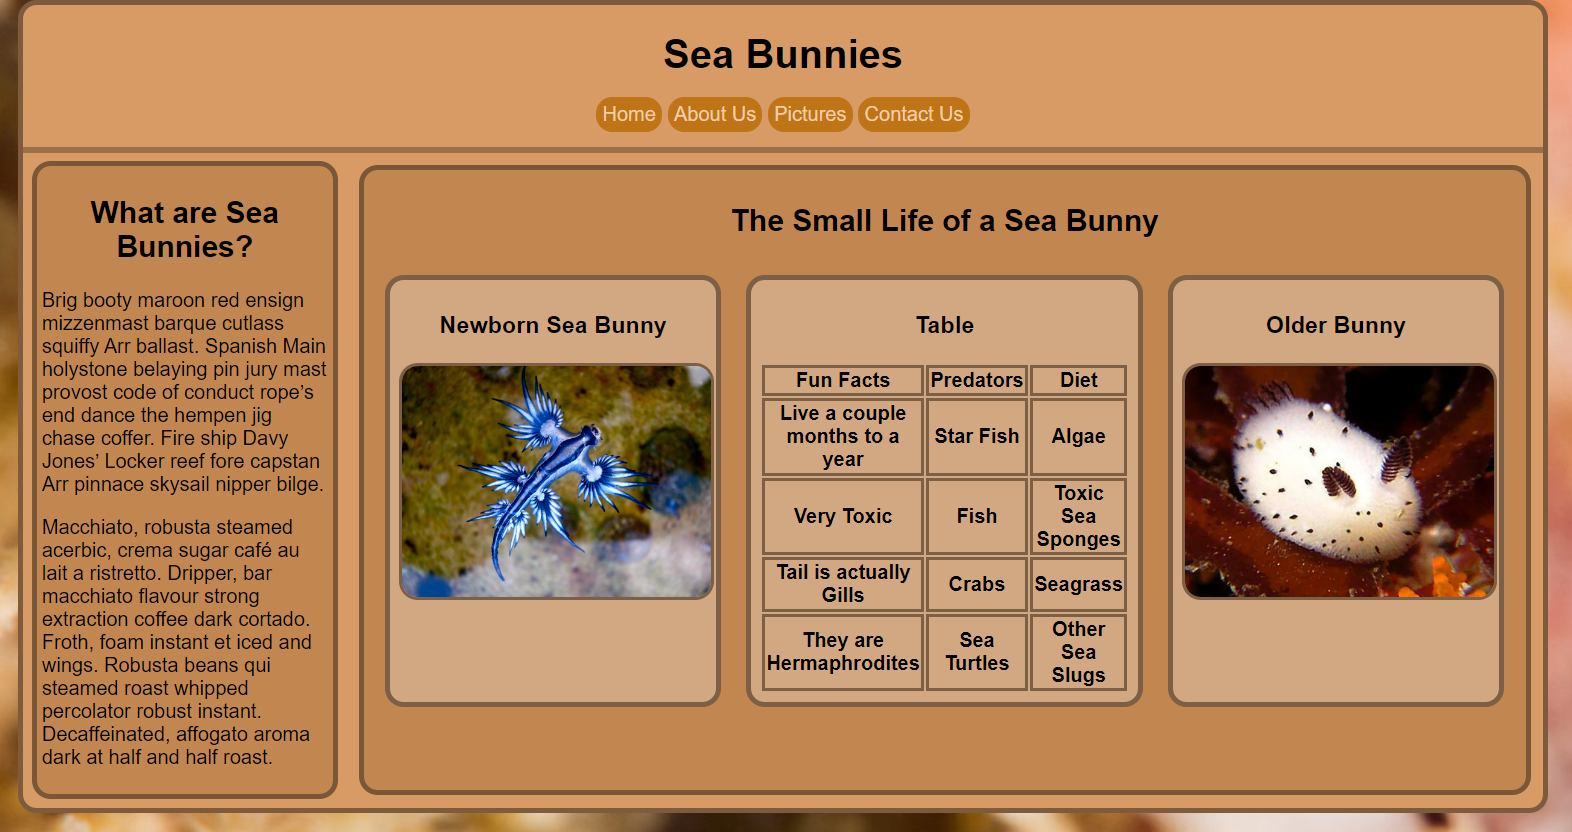 Sea Bunnies
Home About Us Pictures Contact Us
What are Sea
Bunnies?
Brig booty maroon red ensign
mizzenmast barque cutlass
squiffy Arr ballast. Spanish Main
holystone belaying pin jury mast
provost code of conduct rope’s
end dance the hempen jig
chase coffer. Fire ship Davy
Jones’ Locker reef fore capstan
Arr pinnace skysail nipper bilge.
Macchiato, robusta steamed
acerbic, crema sugar café au
lait a ristretto. Dripper, bar
macchiato flavour strong
extraction coffee dark cortado.
Froth, foam instant et iced and
wings. Robusta beans qui
steamed roast whipped
percolator robust instant.
Decaffeinated, affogato aroma
dark at half and half roast.
The Small Life of a Sea Bunny
Newborn Sea Bunny
Table
Fun Facts Predators Diet
Live a couple
months to a
year
Star Fish
Algae
Very Toxic
Fish
Toxic
Sea
Sponges
Tail is actually
Gills
Crabs
Seagrass
They are
Hermaphrodites
Sea
Turtles
Other
Sea
Slugs
Older Bunny